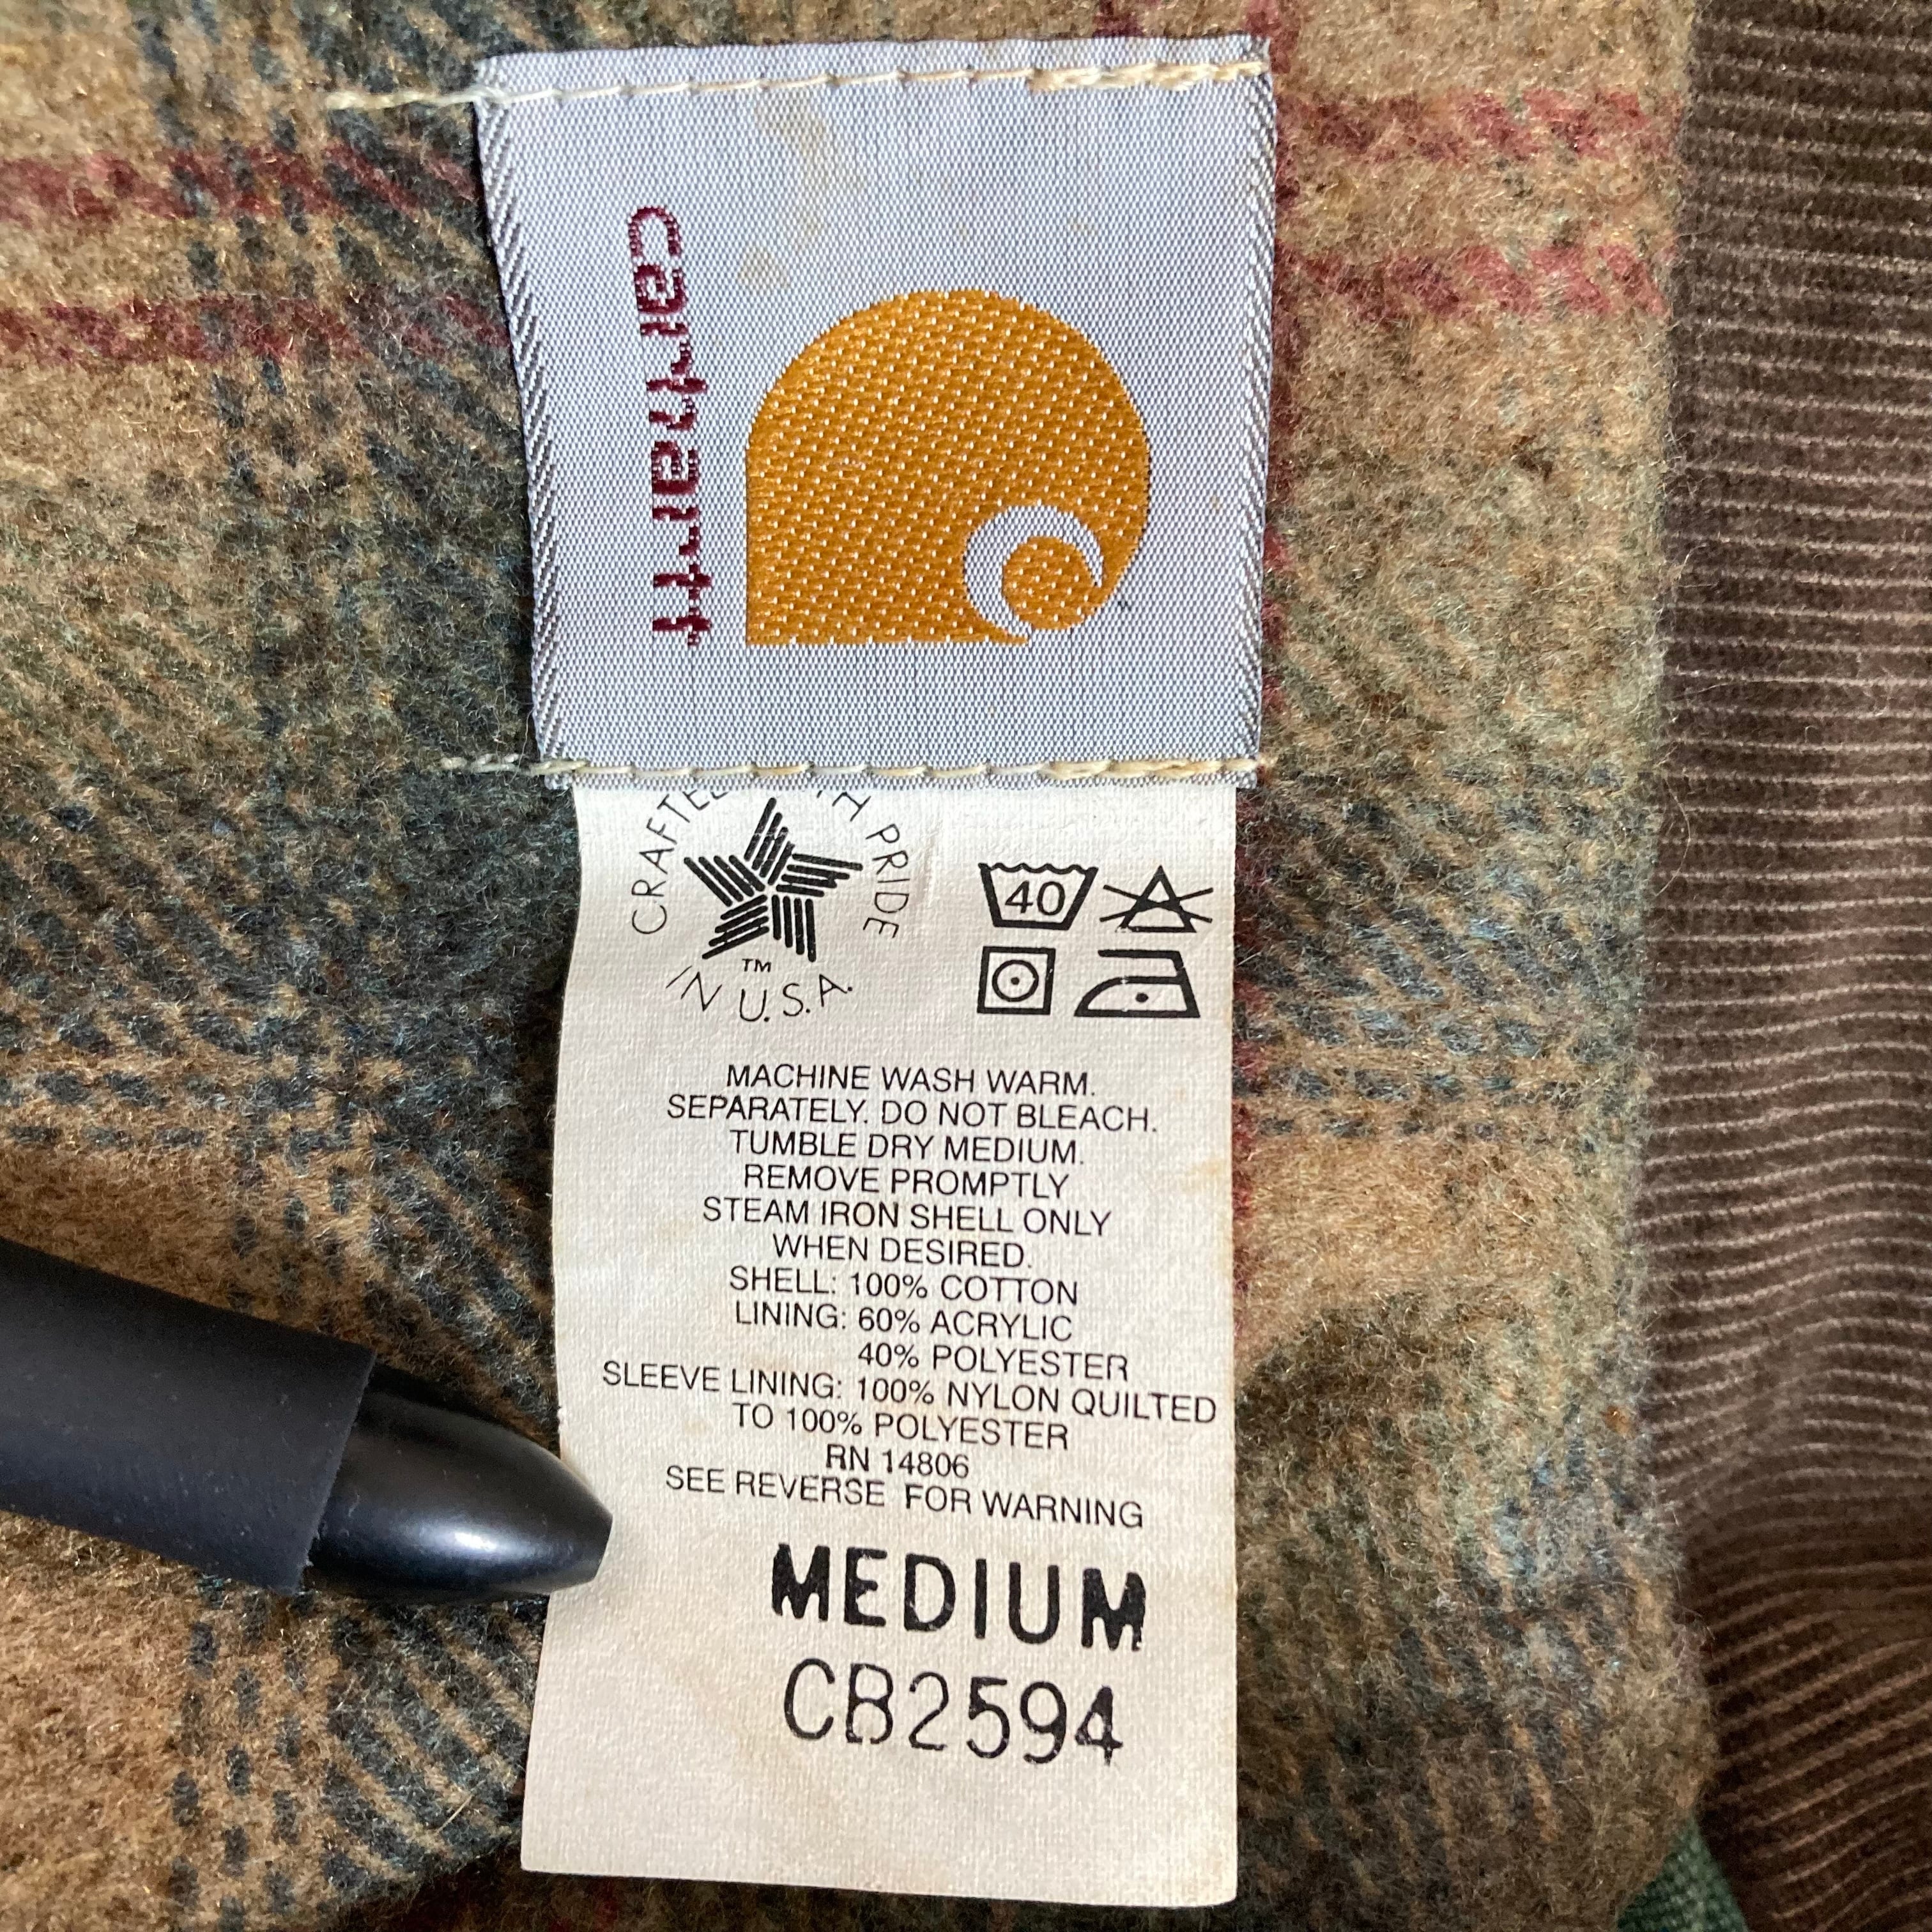 carhartt
CRAFTED PRIDE
IN U.S.A.
TM
40
MACHINE WASH WARM.
SEPARATELY. DO NOT BLEACH.
TUMBLE DRY MEDIUM.
REMOVE PROMPTLY
STEAM IRON SHELL ONLY
WHEN DESIRED.
SHELL: 100% COTTON
LINING: 60% ACRYLIC
40% POLYESTER
SLEEVE LINING: 100% NYLON QUILTED
TO 100% POLYESTER
RN 14806
SEE REVERSE FOR WARNING
MEDIUM
CB2594